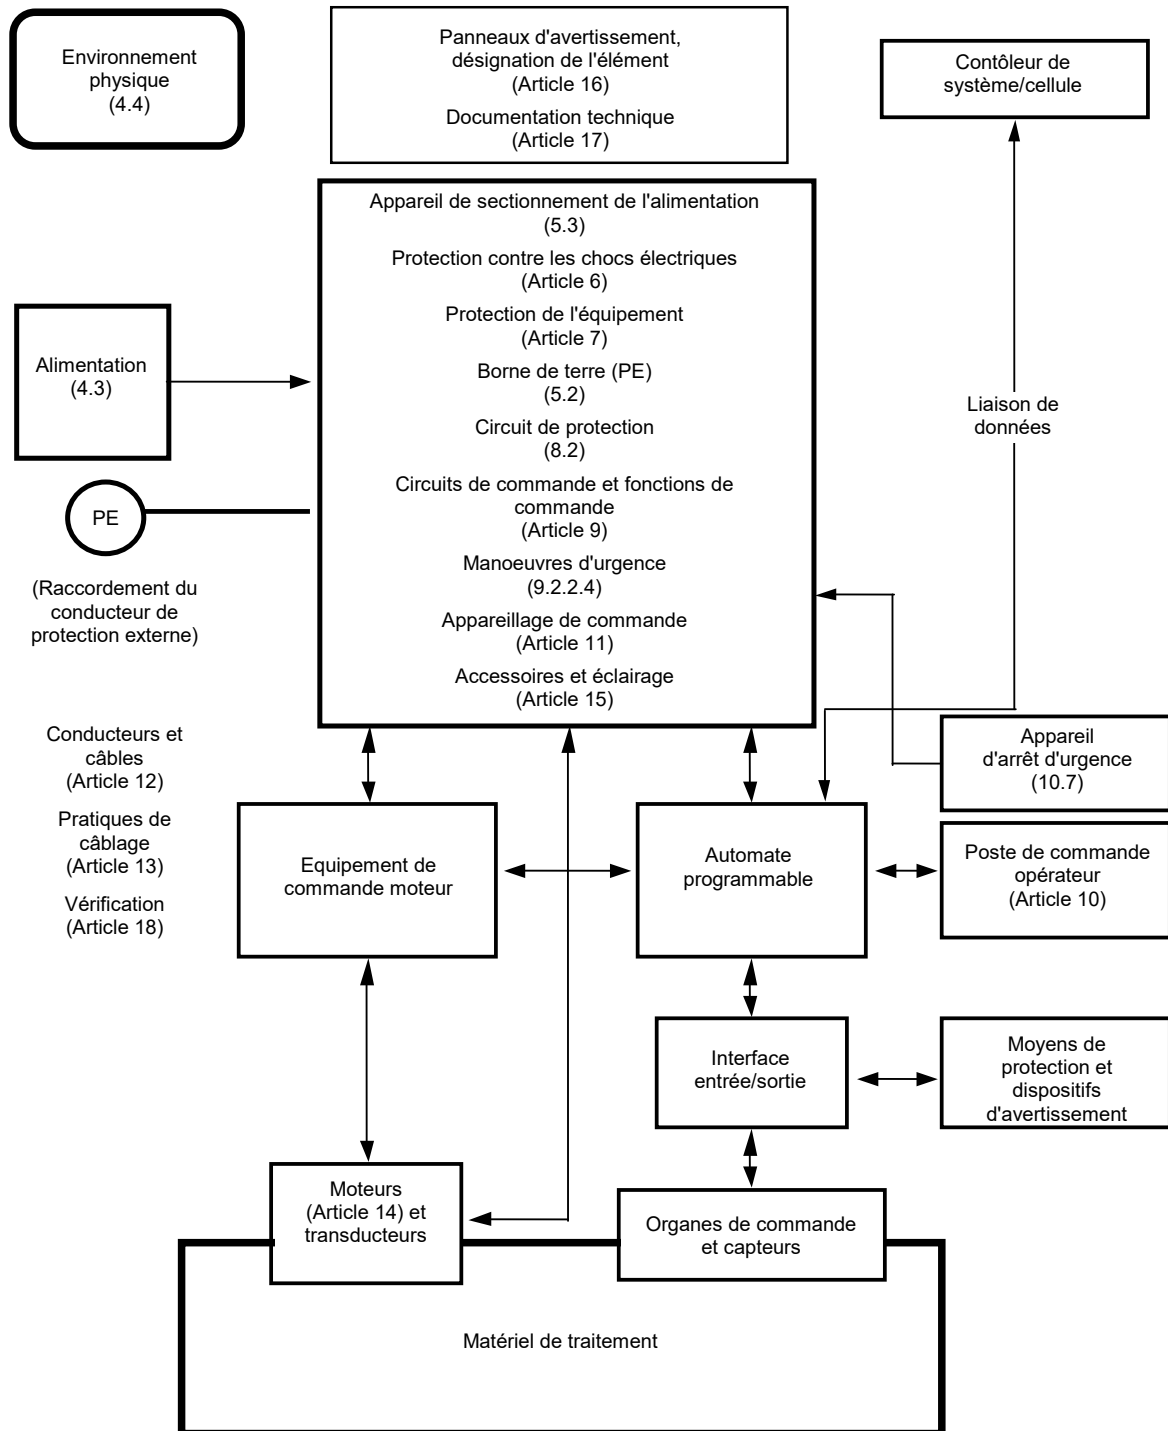 Environnement
physique
(4.4)
Panneaux d'avertissement,
désignation de l'élément
(Article 16)
Documentation technique
(Article 17)
Contôleur de
système/cellule
Appareil de sectionnement de l'alimentation
(5.3)
Protection contre les chocs électriques
(Article 6)
Protection de l'équipement
(Article 7)
Borne de terre (PE)
(5.2)
Circuit de protection
(8.2)
Circuits de commande et fonctions de
commande
(Article 9)
Manoeuvres d'urgence
(9.2.2.4)
Appareillage de commande
(Article 11)
Accessoires et éclairage
(Article 15)
Alimentation
(4.3)
PE
(Raccordement du
conducteur de
protection externe)
Liaison de
données
Conducteurs et
câbles
(Article 12)
Pratiques de
câblage
(Article 13)
Vérification
(Article 18)
Equipement de
commande moteur
Automate
programmable
Appareil
d'arrêt d'urgence
(10.7)
Poste de commande
opérateur
(Article 10)
Interface
entrée/sortie
Moyens de
protection et
dispositifs
d'avertissement
Moteurs
(Article 14) et
transducteurs
Organes de commande
et capteurs
Matériel de traitement